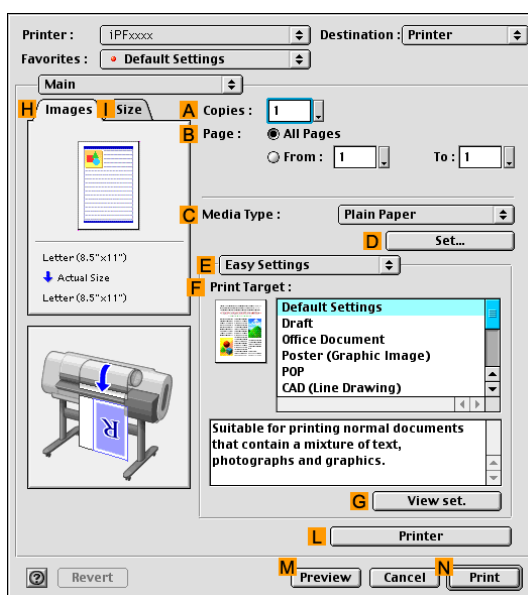 Printer : iPFxxxx Destination : Printer
Favorites : Default Settings
Main
H Images I Size
A Copies : 1
B Page : All Pages
From : 1 To : 1
C Media Type : Plain Paper
D Set...
Letter (8.5"x11")
Actual Size
Letter (8.5"x11")
E Easy Settings
F Print Target :
Default Settings
Draft
Office Document
Poster (Graphic Image)
POP
CAD (Line Drawing)
R
Suitable for printing normal documents
that contain a mixture of text,
photographs and graphics.
G View set.
L Printer
? Revert M Preview Cancel N Print